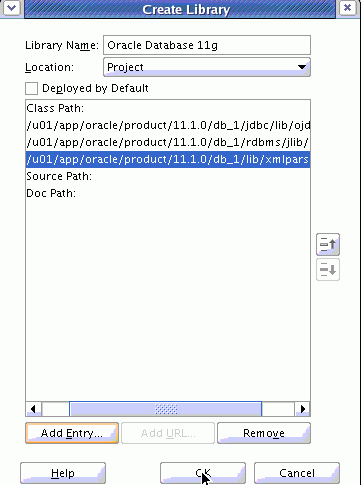 Create Library
Library Name: Oracle Database 11g
Location: Project
Deployed by Default
Class Path:
/u01/app/oracle/product/11.1.0/db_1/jdbc/lib/ojd
/u01/app/oracle/product/11.1.0/db_1/rdbms/jlib/
/u01/app/oracle/product/11.1.0/db_1/lib/xmlpars
Source Path:
Doc Path:
Add Entry... Add URL... Remove
Help OK Cancel